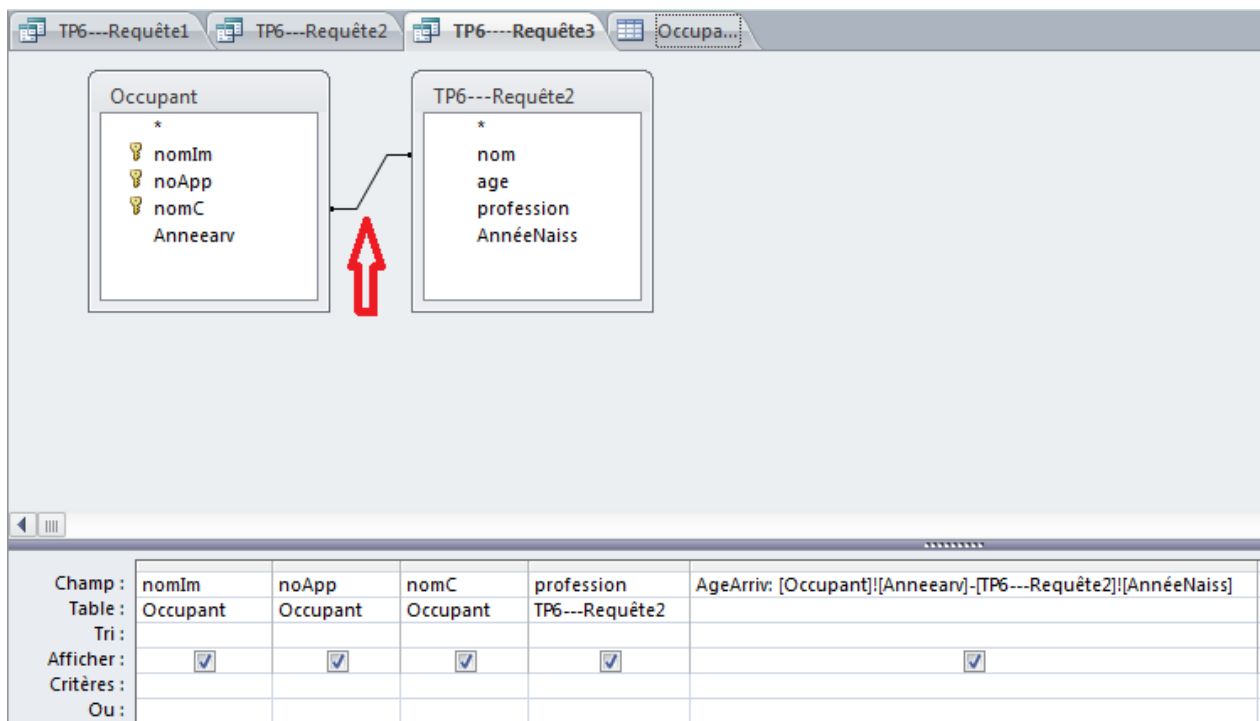 TP6---Requête1 TP6---Requête2 TP6----Requête3 Occupa...
Occupant
*
nomIm
noApp
nomC
Anneearv
TP6---Requête2
*
nom
age
profession
AnnéeNaiss
Champ : nomIm noApp nomC profession AgeArriv: [Occupant]![Anneearv]-[TP6---Requête2]![AnnéeNaiss]
Table : Occupant Occupant Occupant TP6---Requête2
Tri :
Afficher :
Critères :
Ou :